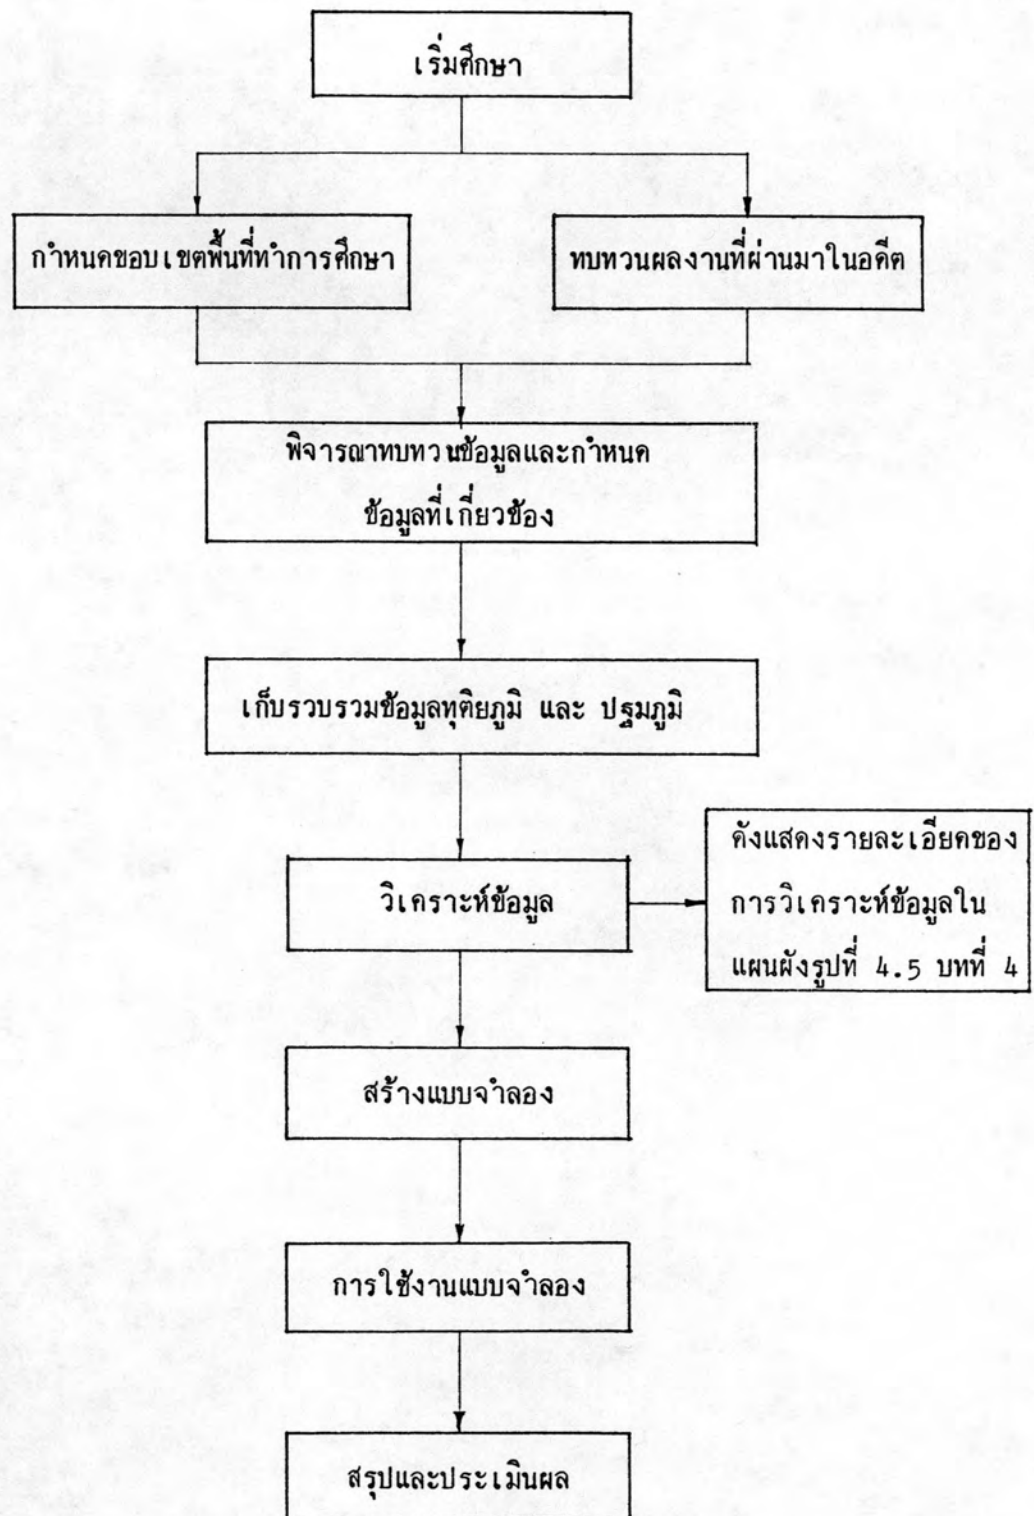 เริ่มศึกษา
กำหนดขอบเขตพื้นที่ทำการศึกษา
ทบทวนผลงานที่ผ่านมาในอดีต
พิจารณาทบทวนข้อมูลและกำหนด
ข้อมูลที่เกี่ยวข้อง
เก็บรวบรวมข้อมูลทุติยภูมิ และ ปฐมภูมิ
วิเคราะห์ข้อมูล
ดังแสดงรายละเอียดของ
การวิเคราะห์ข้อมูลใน
แผนผังรูปที่ 4.5 บทที่ 4
สร้างแบบจำลอง
การใช้งานแบบจำลอง
สรุปและประเมินผล